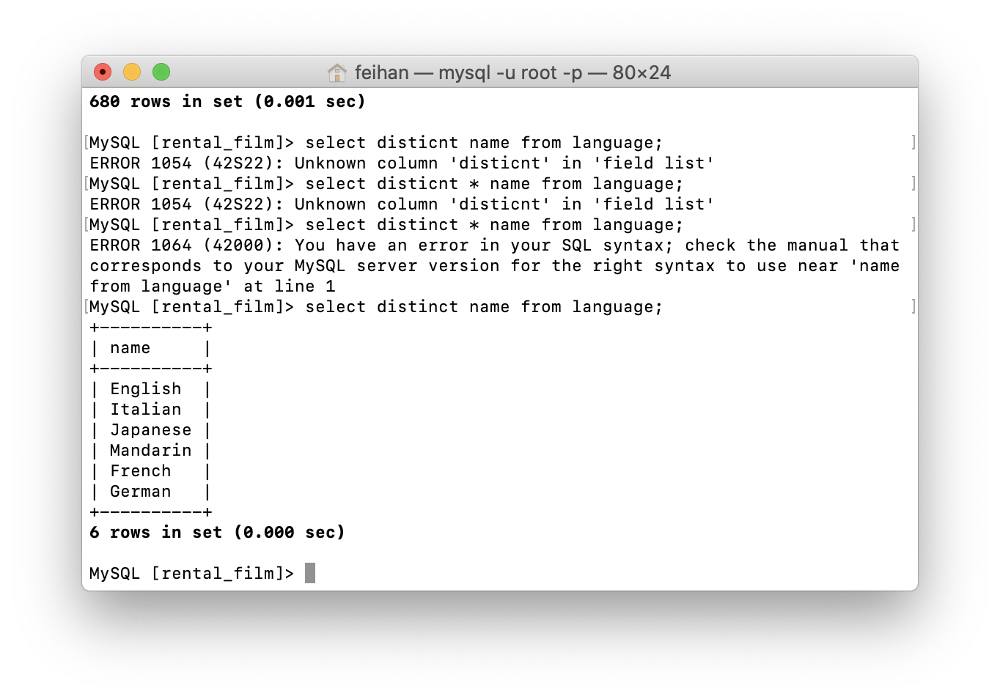 feihan — mysql -u root -p — 80×24
680 rows in set (0.001 sec)
[MySQL [rental_film]> select disticnt name from language; ]
ERROR 1054 (42S22): Unknown column 'disticnt' in 'field list'
[MySQL [rental_film]> select disticnt * name from language; ]
ERROR 1054 (42S22): Unknown column 'disticnt' in 'field list'
[MySQL [rental_film]> select distinct * name from language; ]
ERROR 1064 (42000): You have an error in your SQL syntax; check the manual that
corresponds to your MySQL server version for the right syntax to use near 'name
from language' at line 1
[MySQL [rental_film]> select distinct name from language; ]
+----------+
| name     |
+----------+
| English  |
| Italian  |
| Japanese |
| Mandarin |
| French   |
| German   |
+----------+
6 rows in set (0.000 sec)
MySQL [rental_film]>